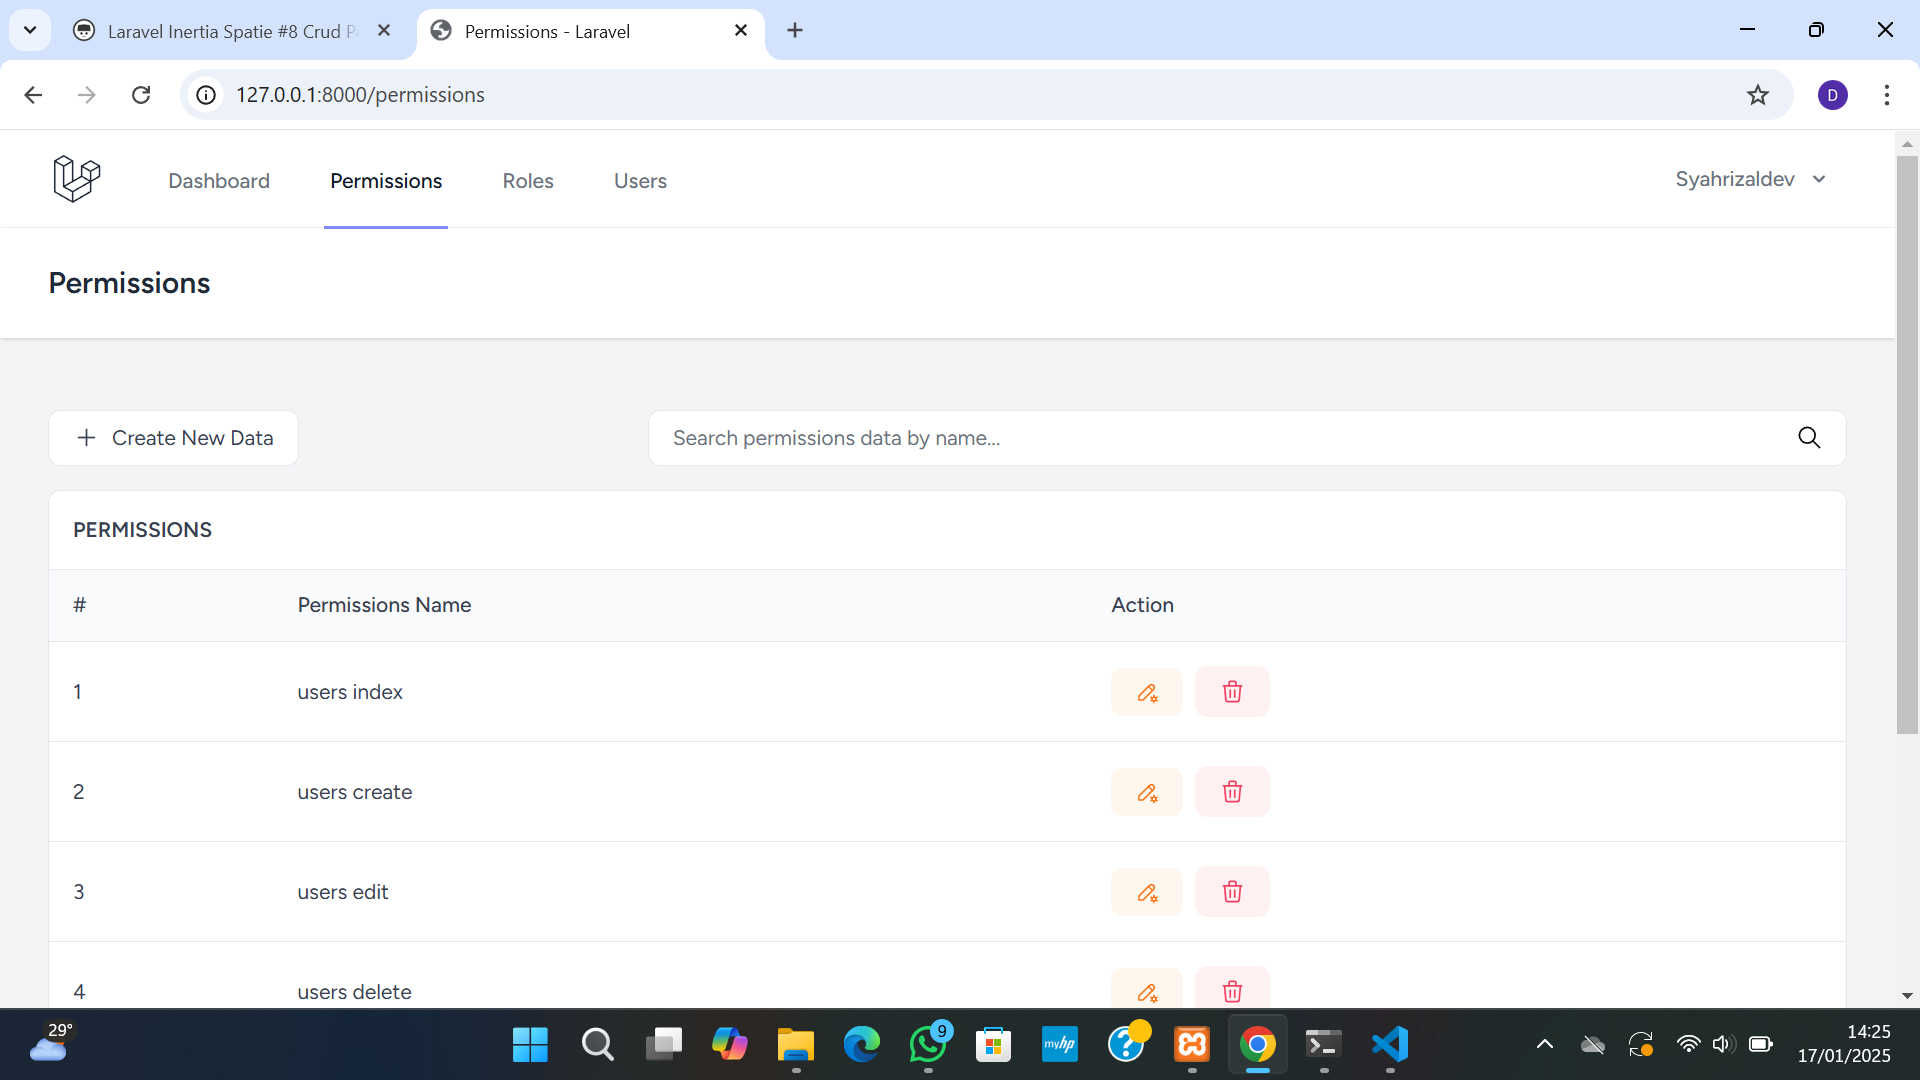 Laravel Inertia Spatie #8 Crud P
Permissions - Laravel
127.0.0.1:8000/permissions
D
Dashboard
Permissions
Roles
Users
Syahrizaldev
Permissions
Create New Data
Search permissions data by name...
PERMISSIONS
# Permissions Name Action
1 users index
2 users create
3 users edit
4 users delete
29°
9
myhp
14:25
17/01/2025